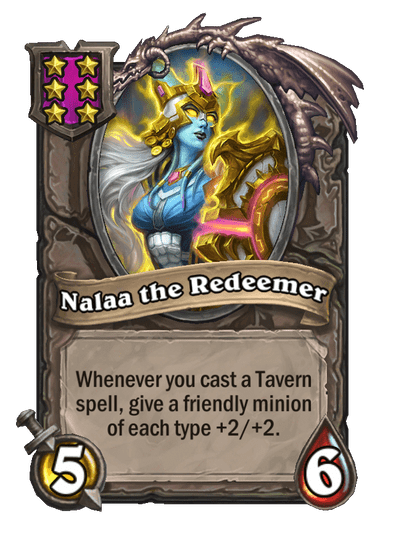 Nalaa the Redeemer
Whenever you cast a Tavern
spell, give a friendly minion
of each type +2/+2.
5
6